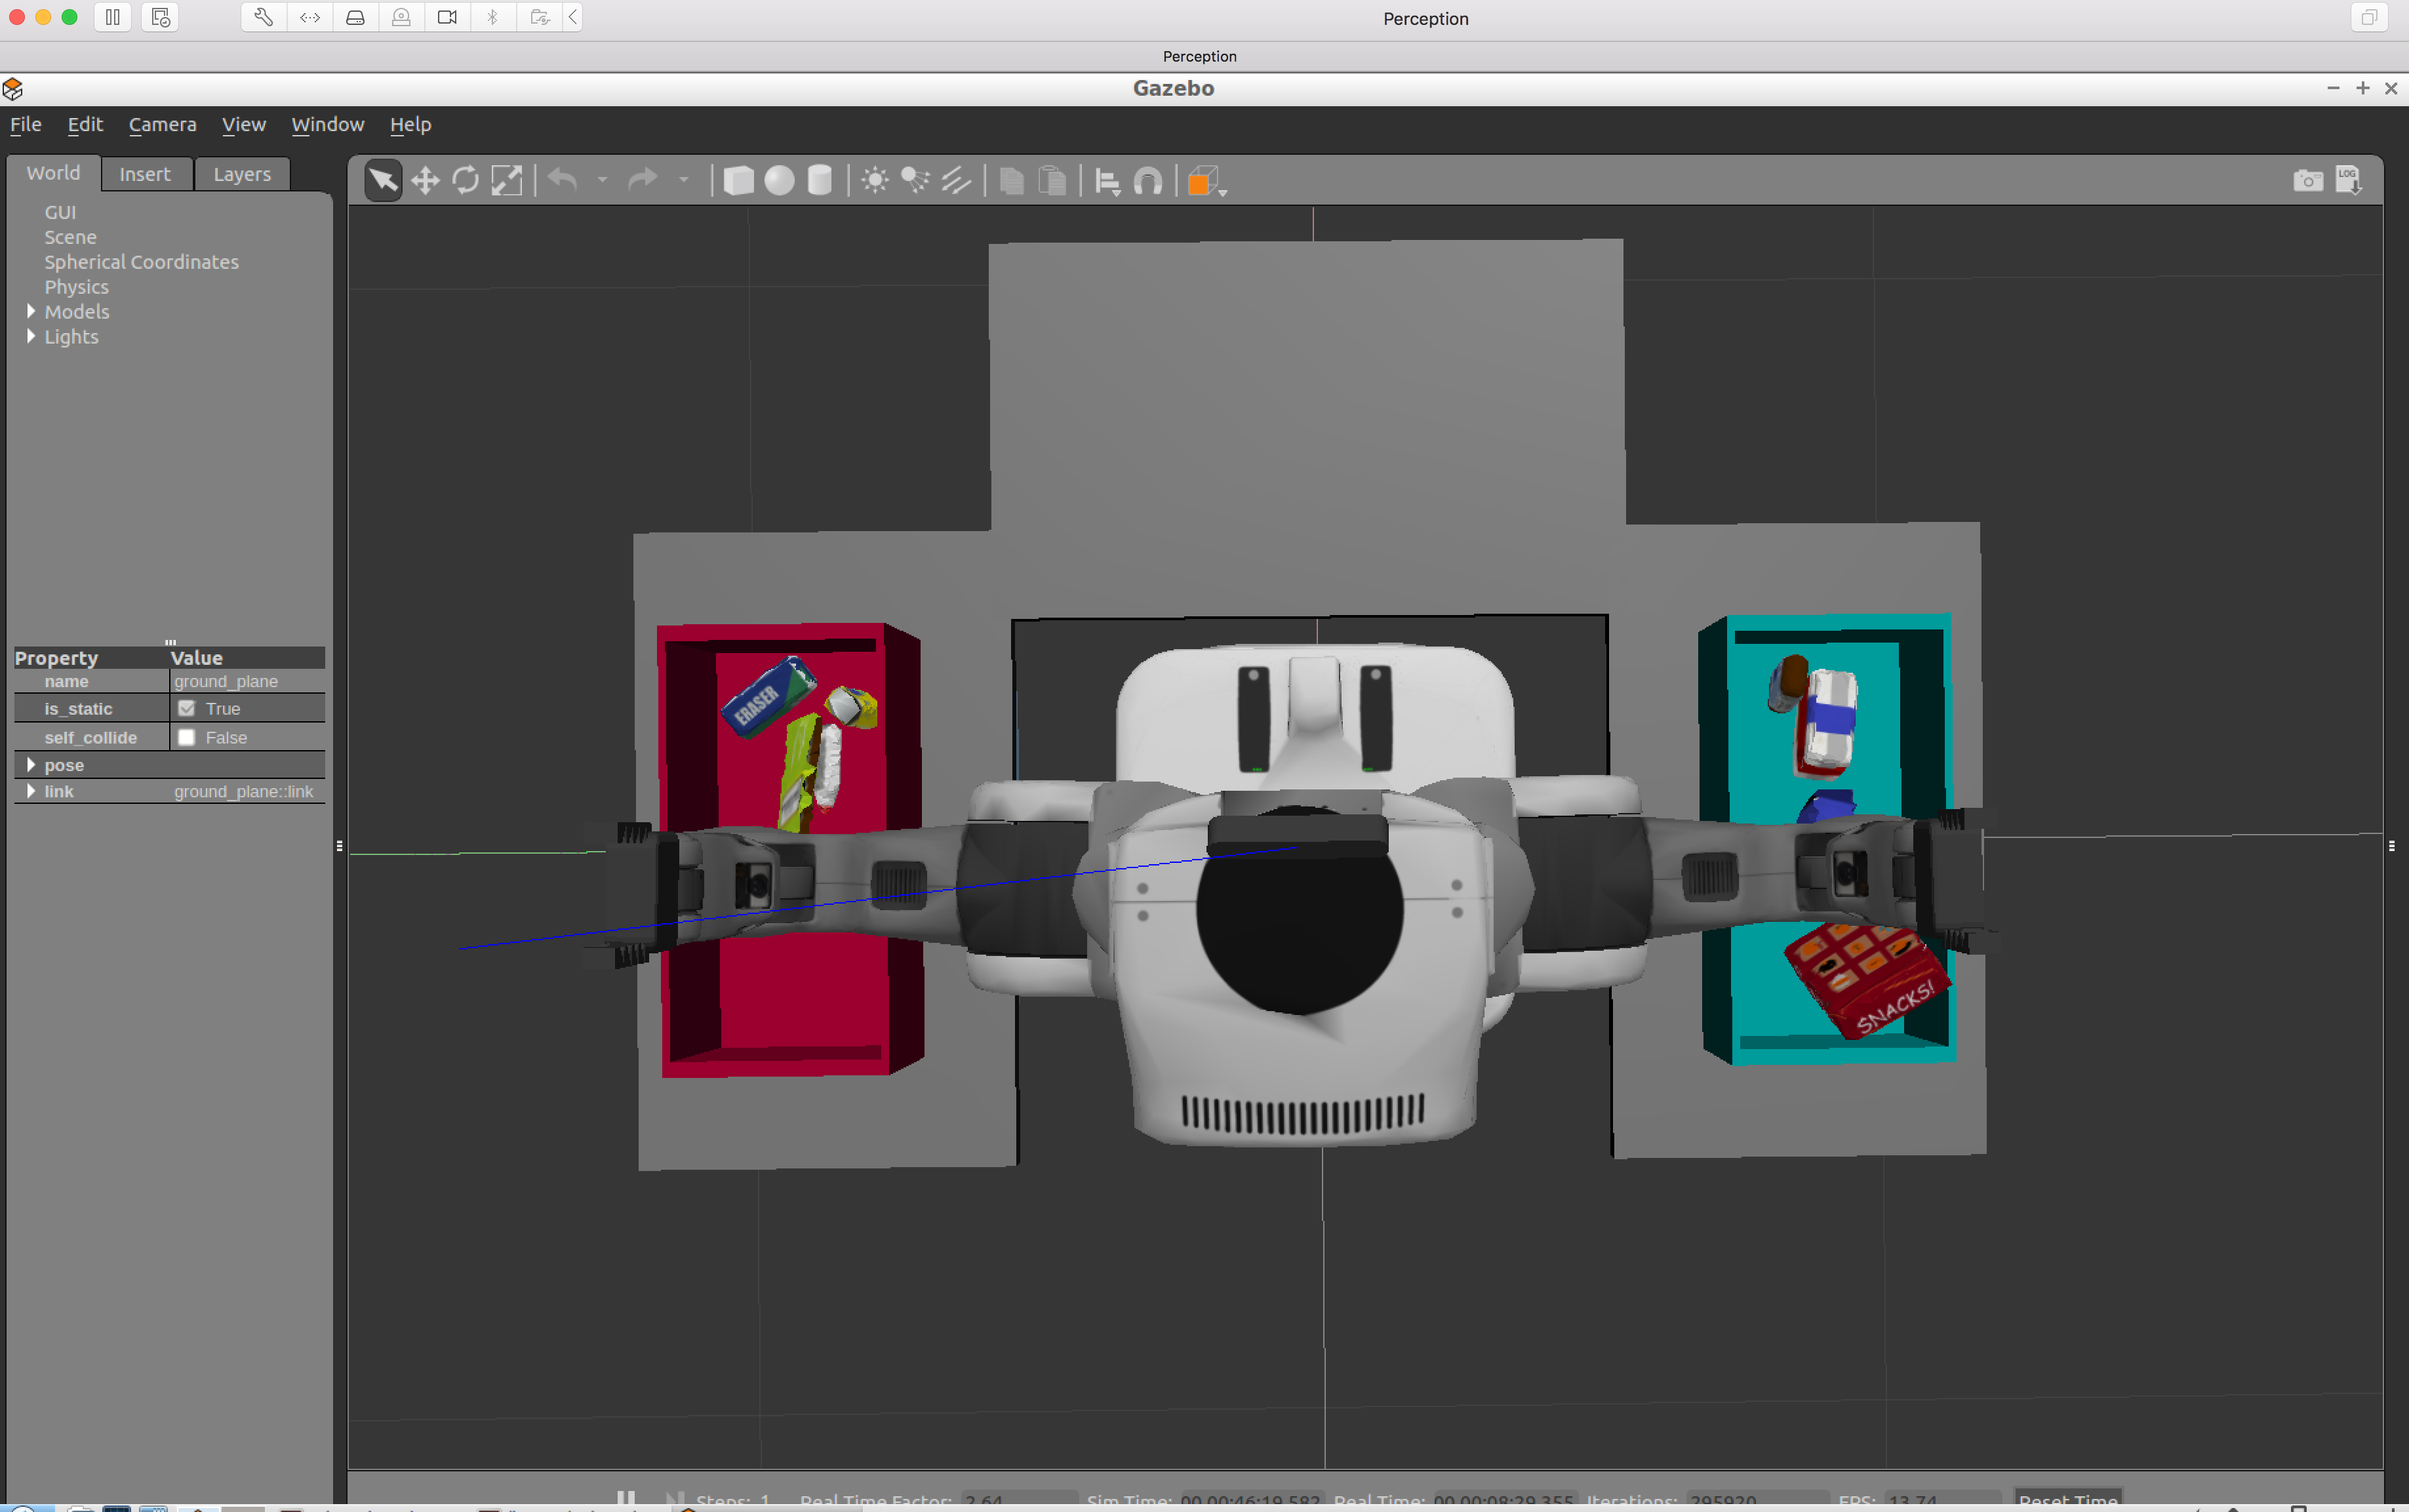 Perception
Perception
Gazebo
File Edit Camera View Window Help
World Insert Layers
LOG
GUI
Scene
Spherical Coordinates
Physics
Models
Lights
Property Value
name ground_plane
is_static True
self_collide False
pose
link ground_plane::link
ERASER
SNACKS!
Steps: 1 Real Time Factor: 2.64 Sim Time: 00 00:46:19.582 Real Time: 00 00:08:29.355 Iterations: 295920 FPS: 13.74 Reset Time